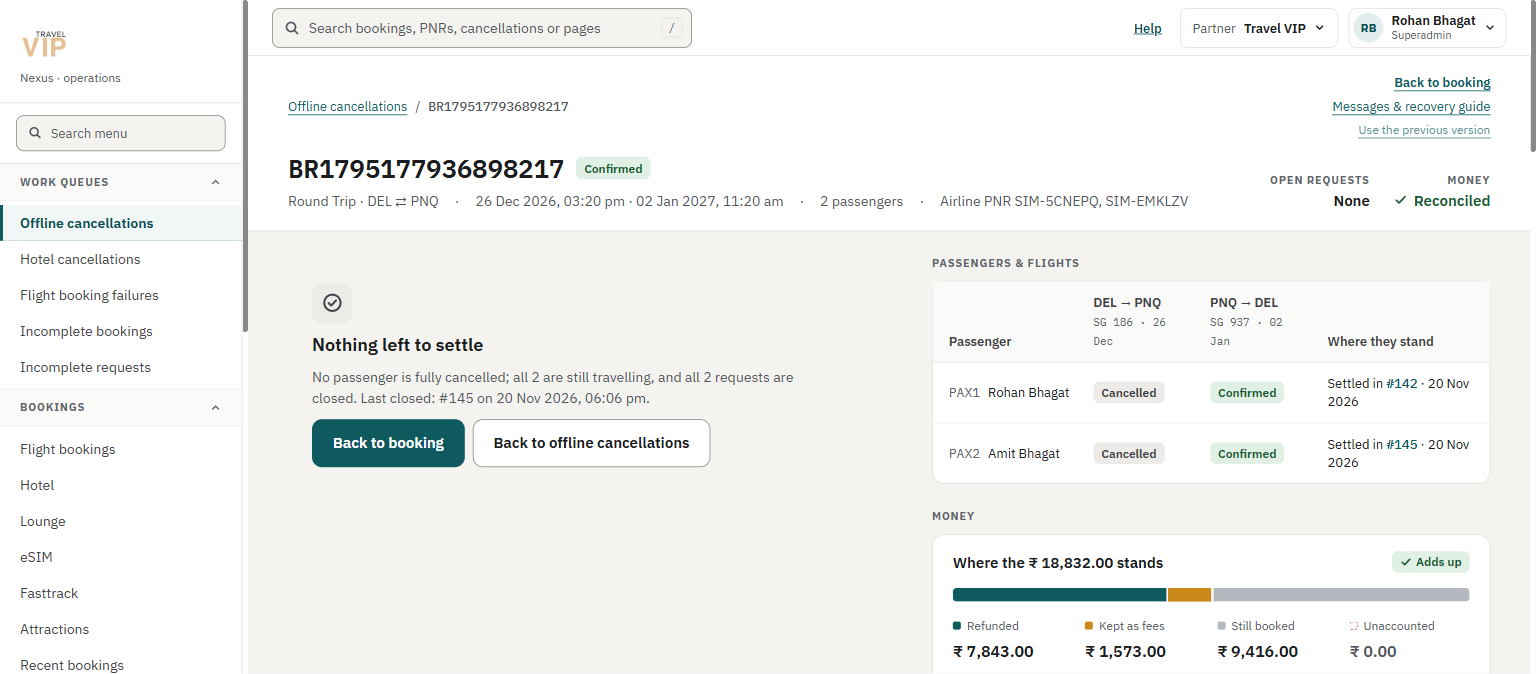 TRAVEL
VIP
Nexus · operations
Search menu
WORK QUEUES
Offline cancellations
Hotel cancellations
Flight booking failures
Incomplete bookings
Incomplete requests
BOOKINGS
Flight bookings
Hotel
Lounge
eSIM
Fasttrack
Attractions
Recent bookings
Search bookings, PNRs, cancellations or pages /
Help
Partner Travel VIP
RB
Rohan Bhagat
Superadmin
Offline cancellations / BR1795177936898217
Back to booking
Messages & recovery guide
Use the previous version
BR1795177936898217 Confirmed
Round Trip · DEL ⇄ PNQ · 26 Dec 2026, 03:20 pm · 02 Jan 2027, 11:20 am · 2 passengers · Airline PNR SIM-5CNEPQ, SIM-EMKLZV
OPEN REQUESTS
None
MONEY
✓ Reconciled
Nothing left to settle
No passenger is fully cancelled; all 2 are still travelling, and all 2 requests are
closed. Last closed: #145 on 20 Nov 2026, 06:06 pm.
Back to booking
Back to offline cancellations
PASSENGERS & FLIGHTS
Passenger
DEL → PNQ
SG 186 · 26
Dec
PNQ → DEL
SG 937 · 02
Jan
Where they stand
PAX1 Rohan Bhagat Cancelled Confirmed Settled in #142 · 20 Nov
2026
PAX2 Amit Bhagat Cancelled Confirmed Settled in #145 · 20 Nov
2026
MONEY
Where the ₹ 18,832.00 stands
✓ Adds up
Refunded
₹ 7,843.00
Kept as fees
₹ 1,573.00
Still booked
₹ 9,416.00
Unaccounted
₹ 0.00